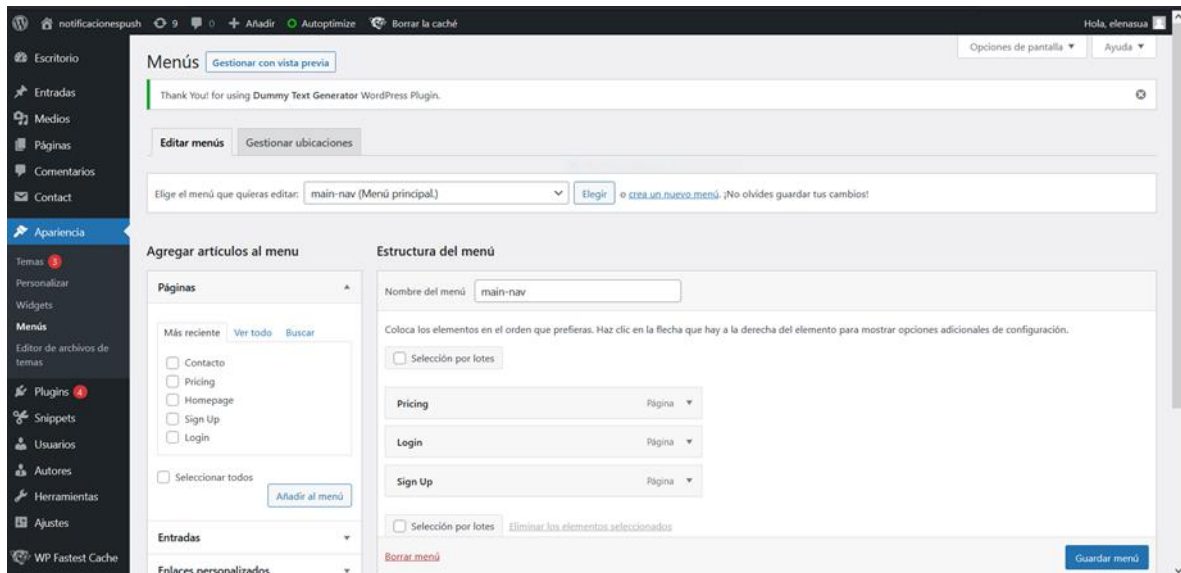 notificacionespush 9 0 Añadir Autoptimize Borrar la caché Hola, elenasua
Opciones de pantalla ▼ Ayuda ▼
Escritorio
Entradas
Medios
Páginas
Comentarios
Contact
Apariencia
Temas 3
Personalizar
Widgets
Menús
Editor de archivos de
temas
Plugins 4
Snippets
Usuarios
Autores
Herramientas
Ajustes
WP Fastest Cache
Menús Gestionar con vista previa
Thank You! for using Dummy Text Generator WordPress Plugin.
Editar menús Gestionar ubicaciones
Elige el menú que quieras editar: main-nav (Menú principal.) Elegir o crea un nuevo menú. ¡No olvides guardar tus cambios!
Agregar artículos al menu
Páginas
Más reciente Ver todo Buscar
Contacto
Pricing
Homepage
Sign Up
Login
Seleccionar todos
Añadir al menú
Entradas
Enlaces personalizados
Estructura del menú
Nombre del menú main-nav
Coloca los elementos en el orden que prefieras. Haz clic en la flecha que hay a la derecha del elemento para mostrar opciones adicionales de configuración.
Selección por lotes
Pricing Página ▼
Login Página ▼
Sign Up Página ▼
Selección por lotes Eliminar los elementos seleccionados
Borrar menú Guardar menú